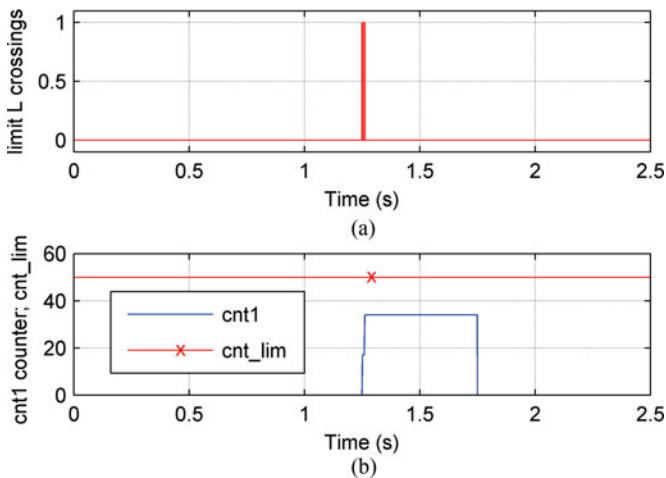 limit L crossings
1
0.5
0
0 0.5 1 1.5 2 2.5
Time (s)
(a)
cnt1 counter; cnt_lim
60
40
20
0
cnt1
cnt_lim
0 0.5 1 1.5 2 2.5
Time (s)
(b)